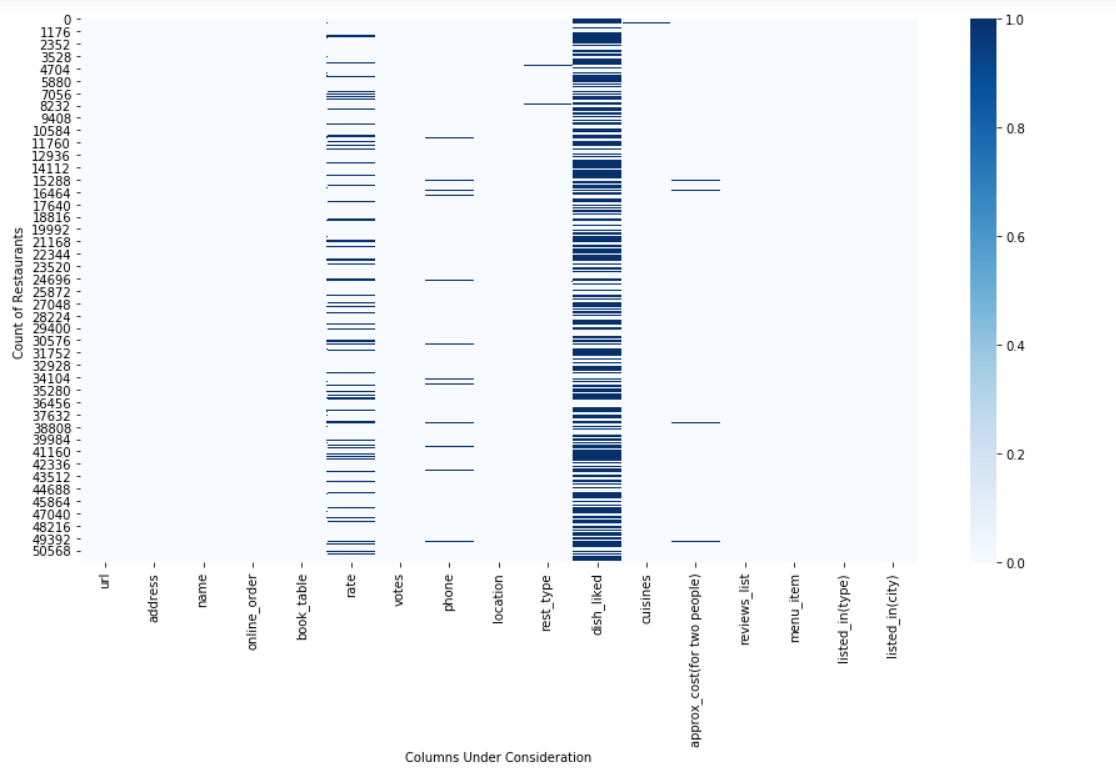 Count of Restaurants
0
1176
2352
3528
4704
5880
7056
8232
9408
10584
11760
12936
14112
15288
16464
17640
18816
19992
21168
22344
23520
24696
25872
27048
28224
29400
30576
31752
32928
34104
35280
36456
37632
38808
39984
41160
42336
43512
44688
45864
47040
48216
49392
50568
1.0
0.8
0.6
0.4
0.2
0.0
url
address
name
online_order
book_table
rate
votes
phone
location
rest_type
dish_liked
cuisines
approx_cost(for two people)
reviews_list
menu_item
listed_in(type)
listed_in(city)
Columns Under Consideration